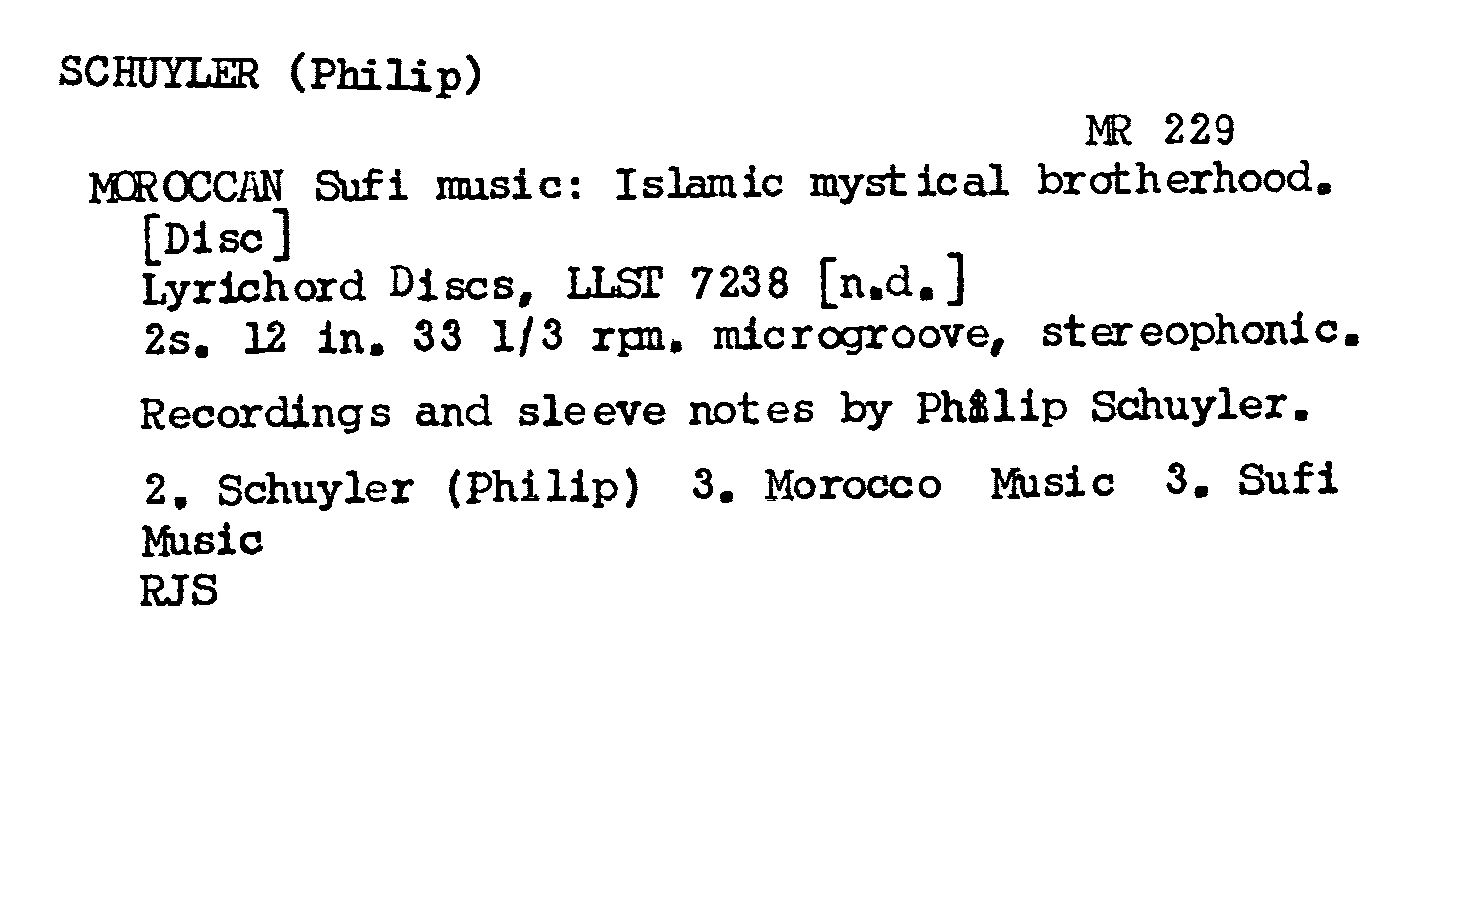 SCHUYLER (Philip)
MR 229
MOROCCAN Sufi music: Islamic mystical brotherhood.
[Disc]
Lyrichord Discs, LLST 7238 [n.d.]
2s. 12 in. 33 1/3 rpm. microgroove, stereophonic.
Recordings and sleeve notes by Philip Schuyler.
2. Schuyler (Philip) 3. Morocco Music 3. Sufi
Music
RJS